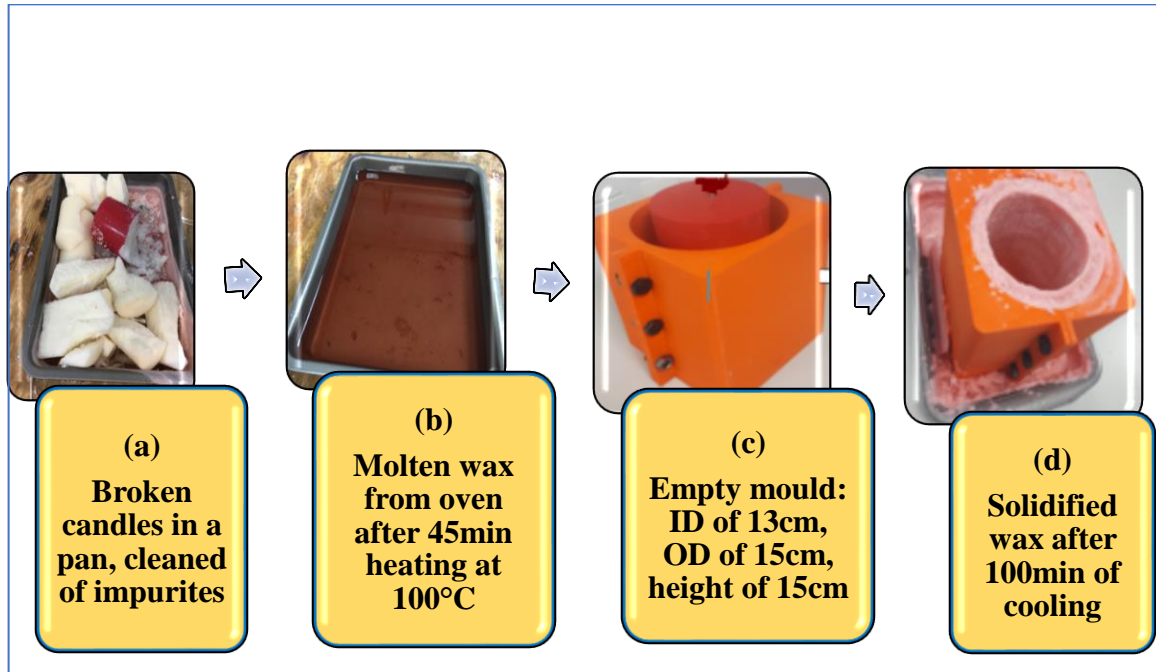 (a)
Broken
candles in a
pan, cleaned
of impurites
(b)
Molten wax
from oven
after 45min
heating at
100°C
(c)
Empty mould:
ID of 13cm,
OD of 15cm,
height of 15cm
(d)
Solidified
wax after
100min of
cooling